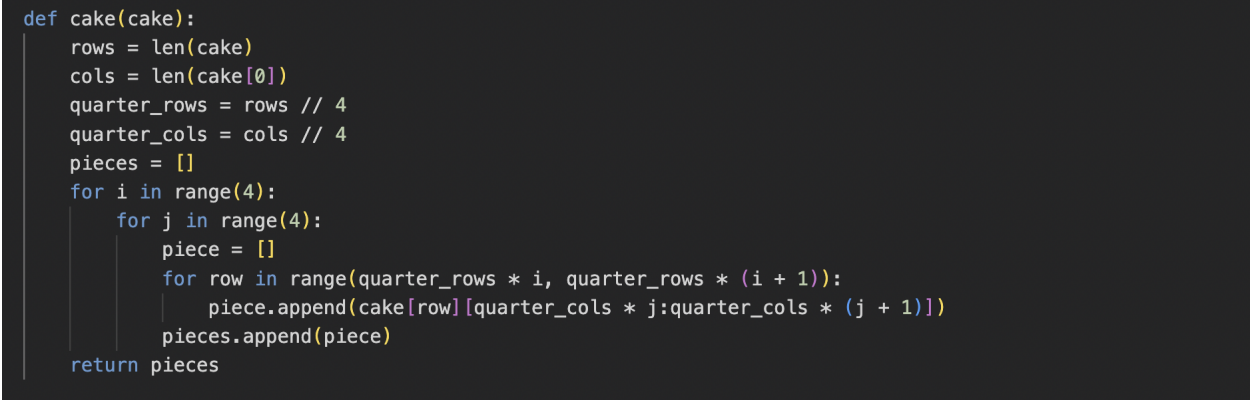 def cake(cake):
    rows = len(cake)
    cols = len(cake[0])
    quarter_rows = rows // 4
    quarter_cols = cols // 4
    pieces = []
    for i in range(4):
        for j in range(4):
            piece = []
            for row in range(quarter_rows * i, quarter_rows * (i + 1)):
                piece.append(cake[row][quarter_cols * j:quarter_cols * (j + 1)])
            pieces.append(piece)
    return pieces